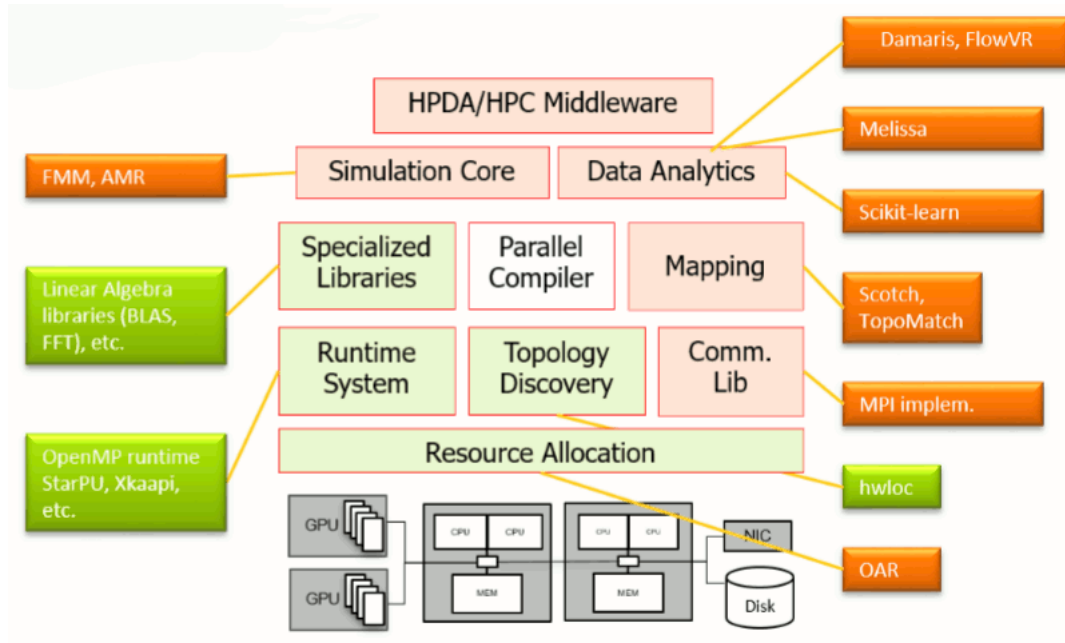 Damaris, FlowVR
HPDA/HPC Middleware
Melissa
FMM, AMR
Simulation Core
Data Analytics
Scikit-learn
Specialized
Libraries
Parallel
Compiler
Mapping
Linear Algebra
libraries (BLAS,
FFT), etc.
Scotch,
TopoMatch
Runtime
System
Topology
Discovery
Comm.
Lib
MPI implem.
OpenMP runtime
StarPU, Xkaapi,
etc.
Resource Allocation
hwloc
GPU
CPU
CPU
CPU
CPU
NIC
OAR
GPU
MEM
MEM
Disk